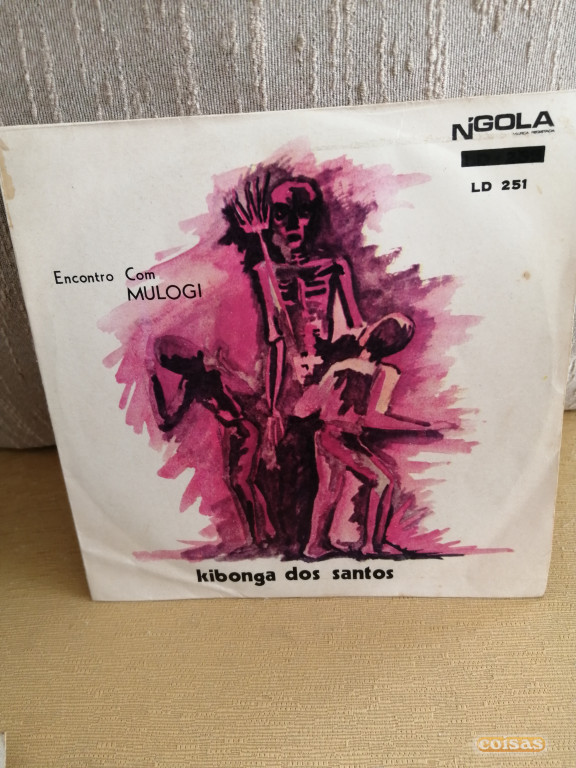 NGOLA
LD 251
Encontro Com
MULOGI
kibonga dos santos
coisas